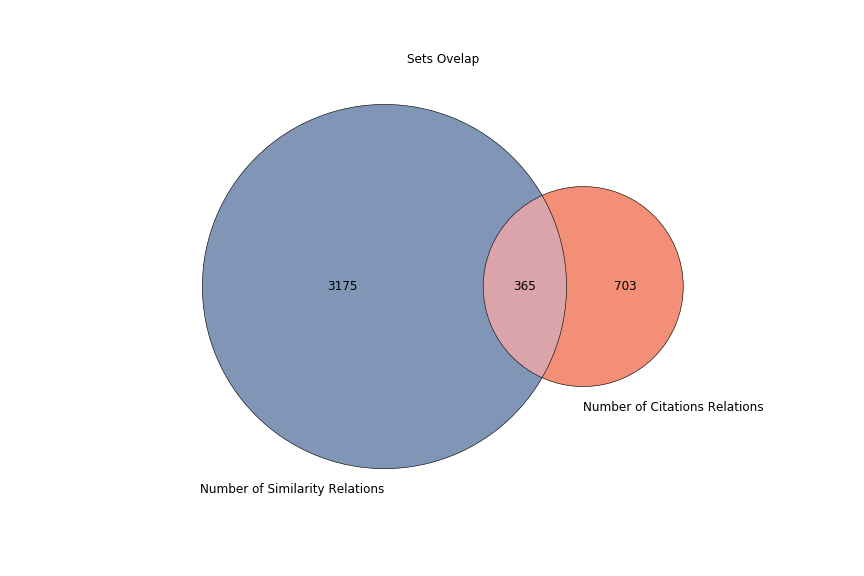 Sets Ovelap
3175
365
703
Number of Citations Relations
Number of Similarity Relations